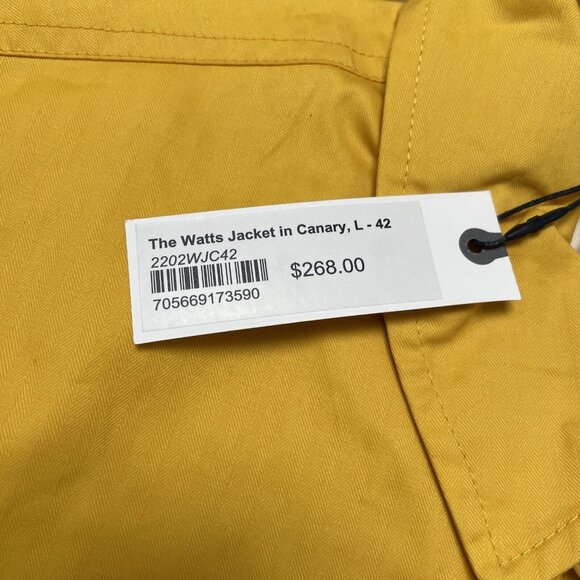 The Watts Jacket in Canary, L - 42
2202WJC42
$268.00
705669173590